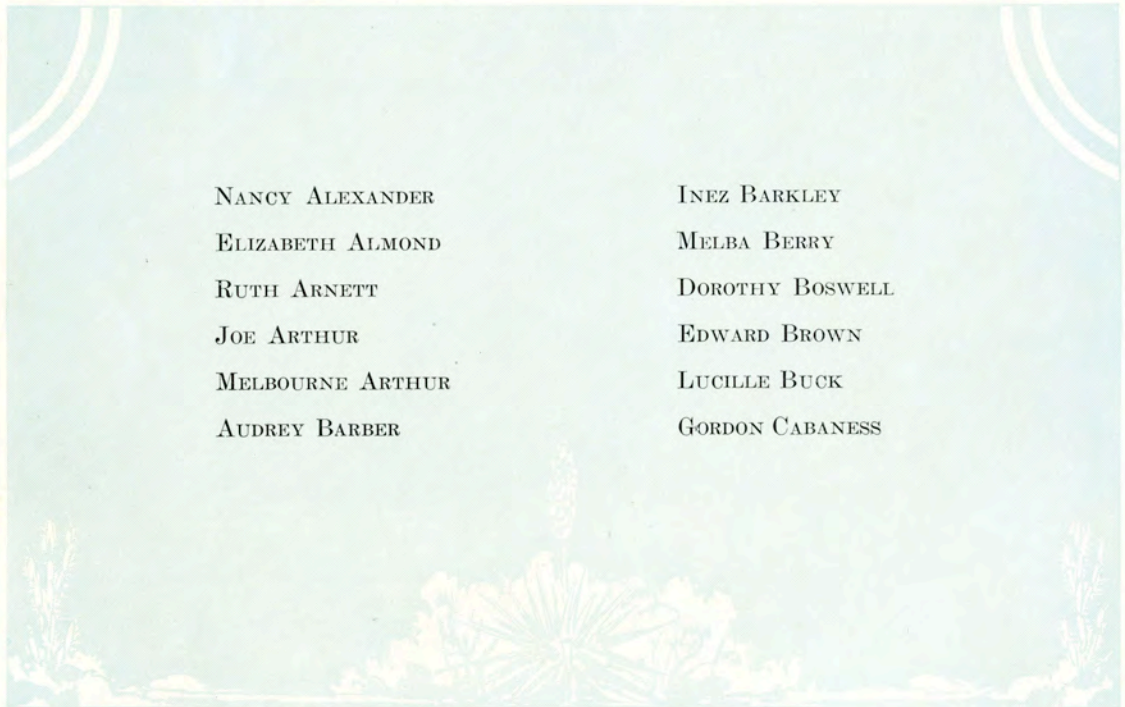 NANCY ALEXANDER
ELIZABETH ALMOND
RUTH ARNETT
JOE ARTHUR
MELBOURNE ARTHUR
AUDREY BARBER
INEZ BARKLEY
MELBA BERRY
DOROTHY BOSWELL
EDWARD BROWN
LUCILLE BUCK
GORDON CABANESS